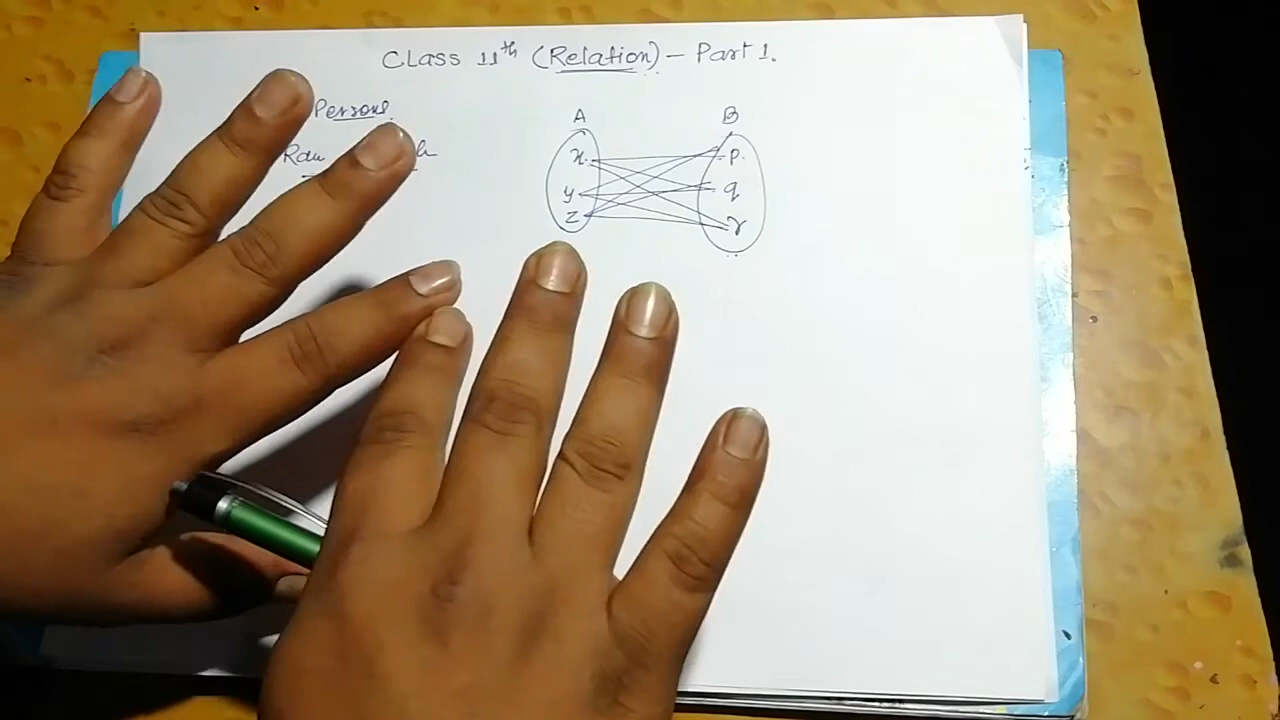 Class 11th (Relation) - Part 1.
Persons.
A B
x. p.
y q
z r